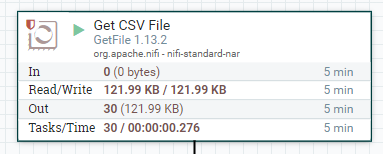 Get CSV File
GetFile 1.13.2
org.apache.nifi - nifi-standard-nar
In 0 (0 bytes) 5 min
Read/Write 121.99 KB / 121.99 KB 5 min
Out 30 (121.99 KB) 5 min
Tasks/Time 30 / 00:00:00.276 5 min